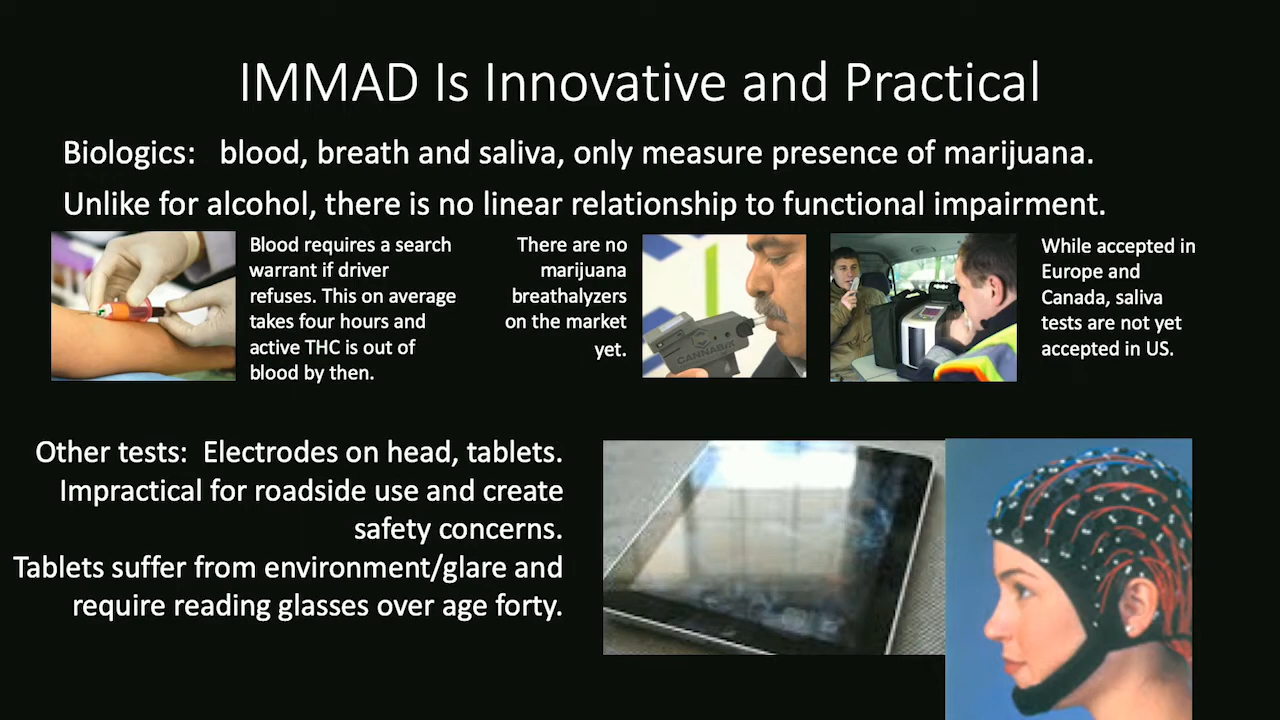 IMMAD Is Innovative and Practical
Biologics:   blood, breath and saliva, only measure presence of marijuana.
Unlike for alcohol, there is no linear relationship to functional impairment.
Blood requires a search
warrant if driver
refuses. This on average
takes four hours and
active THC is out of
blood by then.
There are no
marijuana
breathalyzers
on the market
yet.
CANNABIX
While accepted in
Europe and
Canada, saliva
tests are not yet
accepted in US.
Other tests:  Electrodes on head, tablets.
Impractical for roadside use and create
safety concerns.
Tablets suffer from environment/glare and
require reading glasses over age forty.